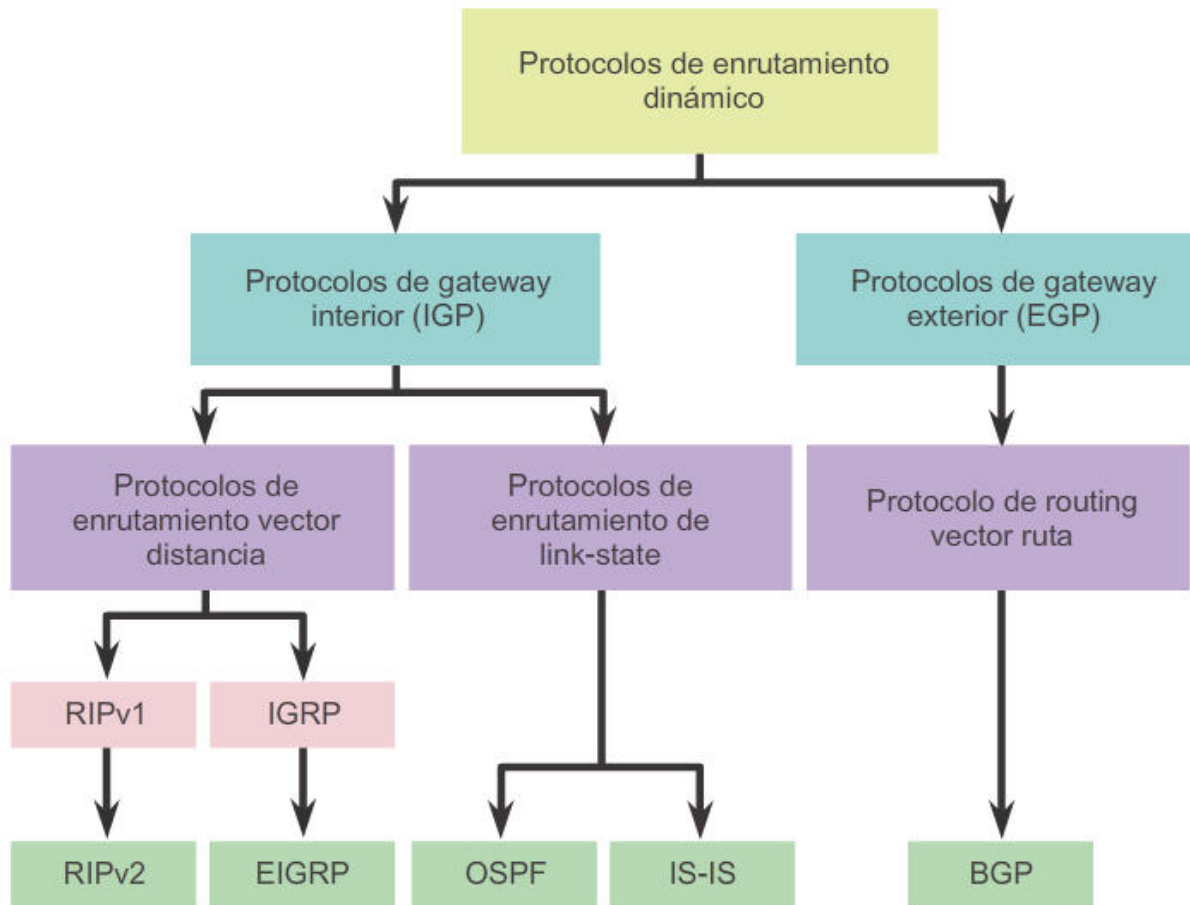 Protocolos de enrutamiento
dinámico
Protocolos de gateway
interior (IGP)
Protocolos de gateway
exterior (EGP)
Protocolos de
enrutamiento vector
distancia
Protocolos de
enrutamiento de
link-state
Protocolo de routing
vector ruta
RIPv1
IGRP
RIPv2
EIGRP
OSPF
IS-IS
BGP